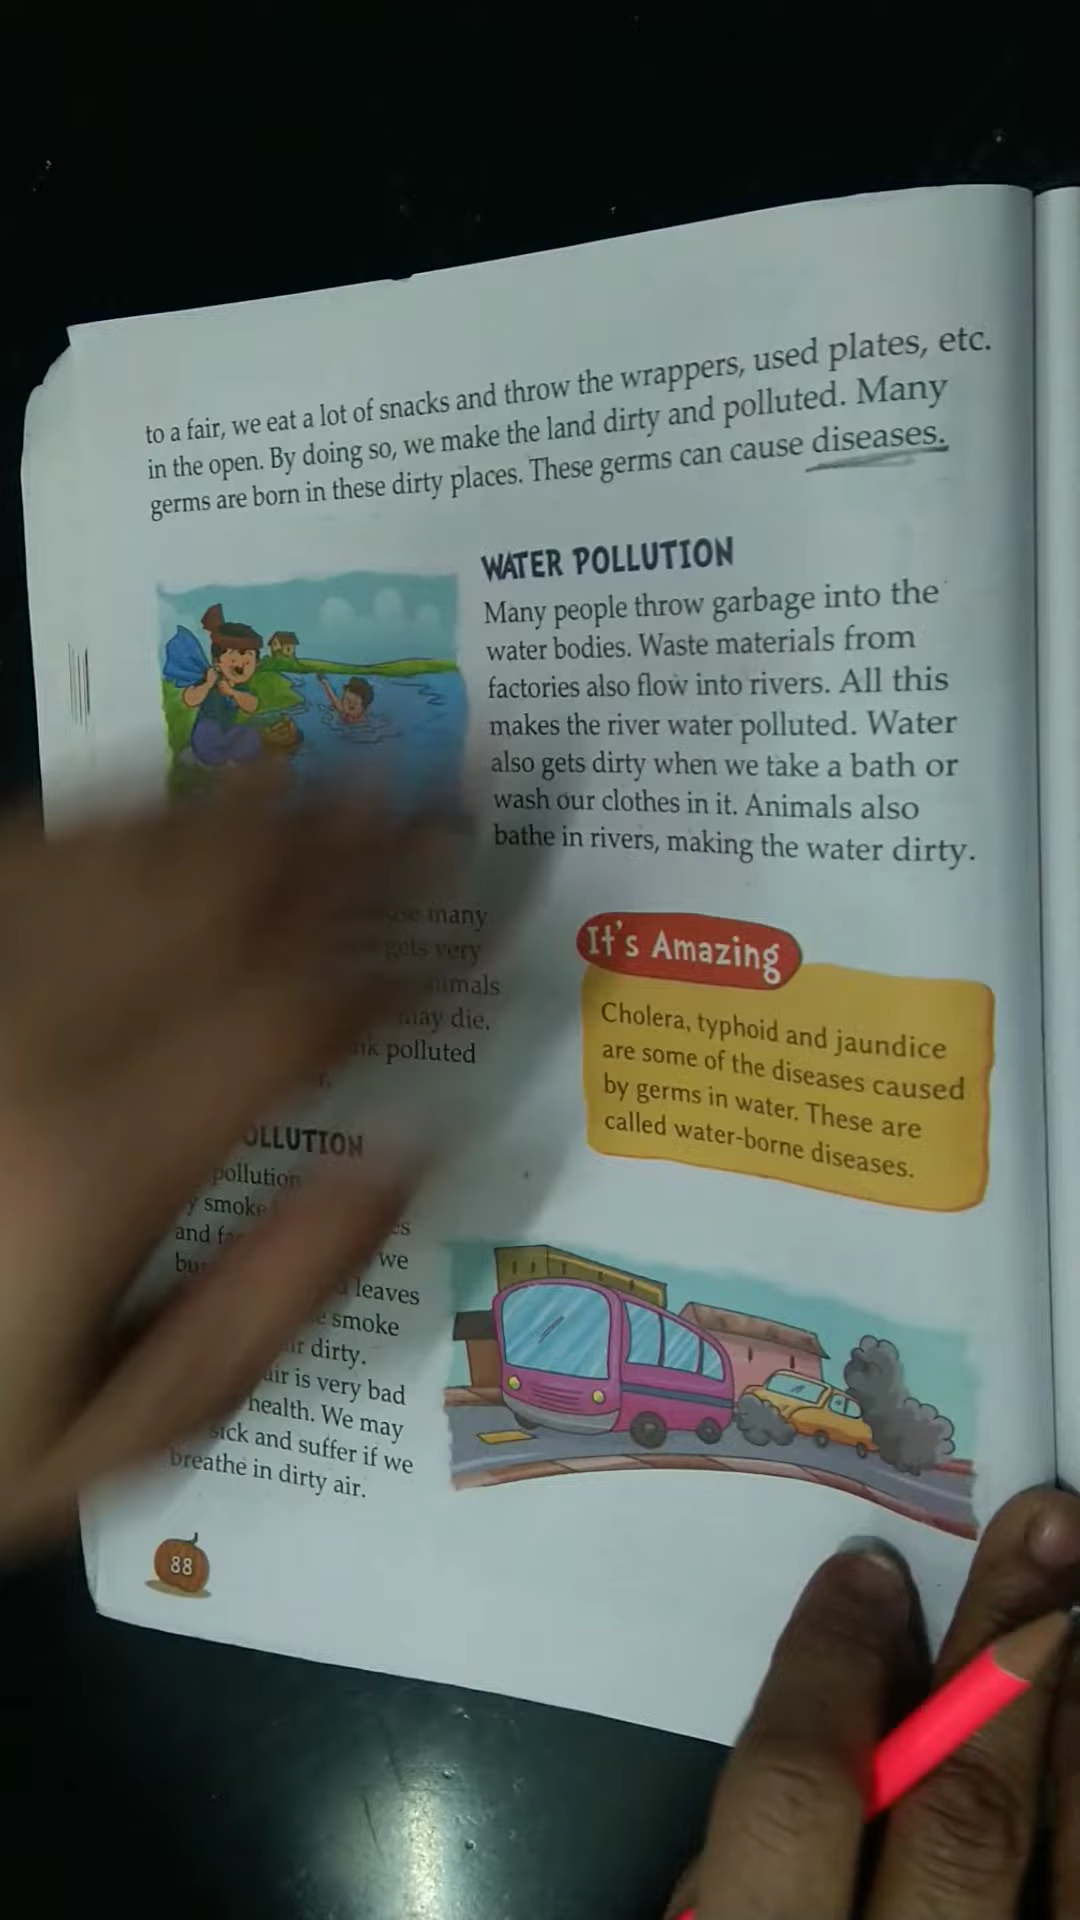 to a fair, we eat a lot of snacks and throw the wrappers, used plates, etc.
in the open. By doing so, we make the land dirty and polluted. Many
germs are born in these dirty places. These germs can cause diseases.
WATER POLLUTION
Many people throw garbage into the
water bodies. Waste materials from
factories also flow into rivers. All this
makes the river water polluted. Water
also gets dirty when we take a bath or
wash our clothes in it. Animals also
bathe in rivers, making the water dirty.
many
gets very
may die.
polluted
It's Amazing
Cholera, typhoid and jaundice
are some of the diseases caused
by germs in water. These are
called water-borne diseases.
pollution
smoke
and
we
leaves
smoke
dirty.
air is very bad
health. We may
sick and suffer if we
breathe in dirty air.
88